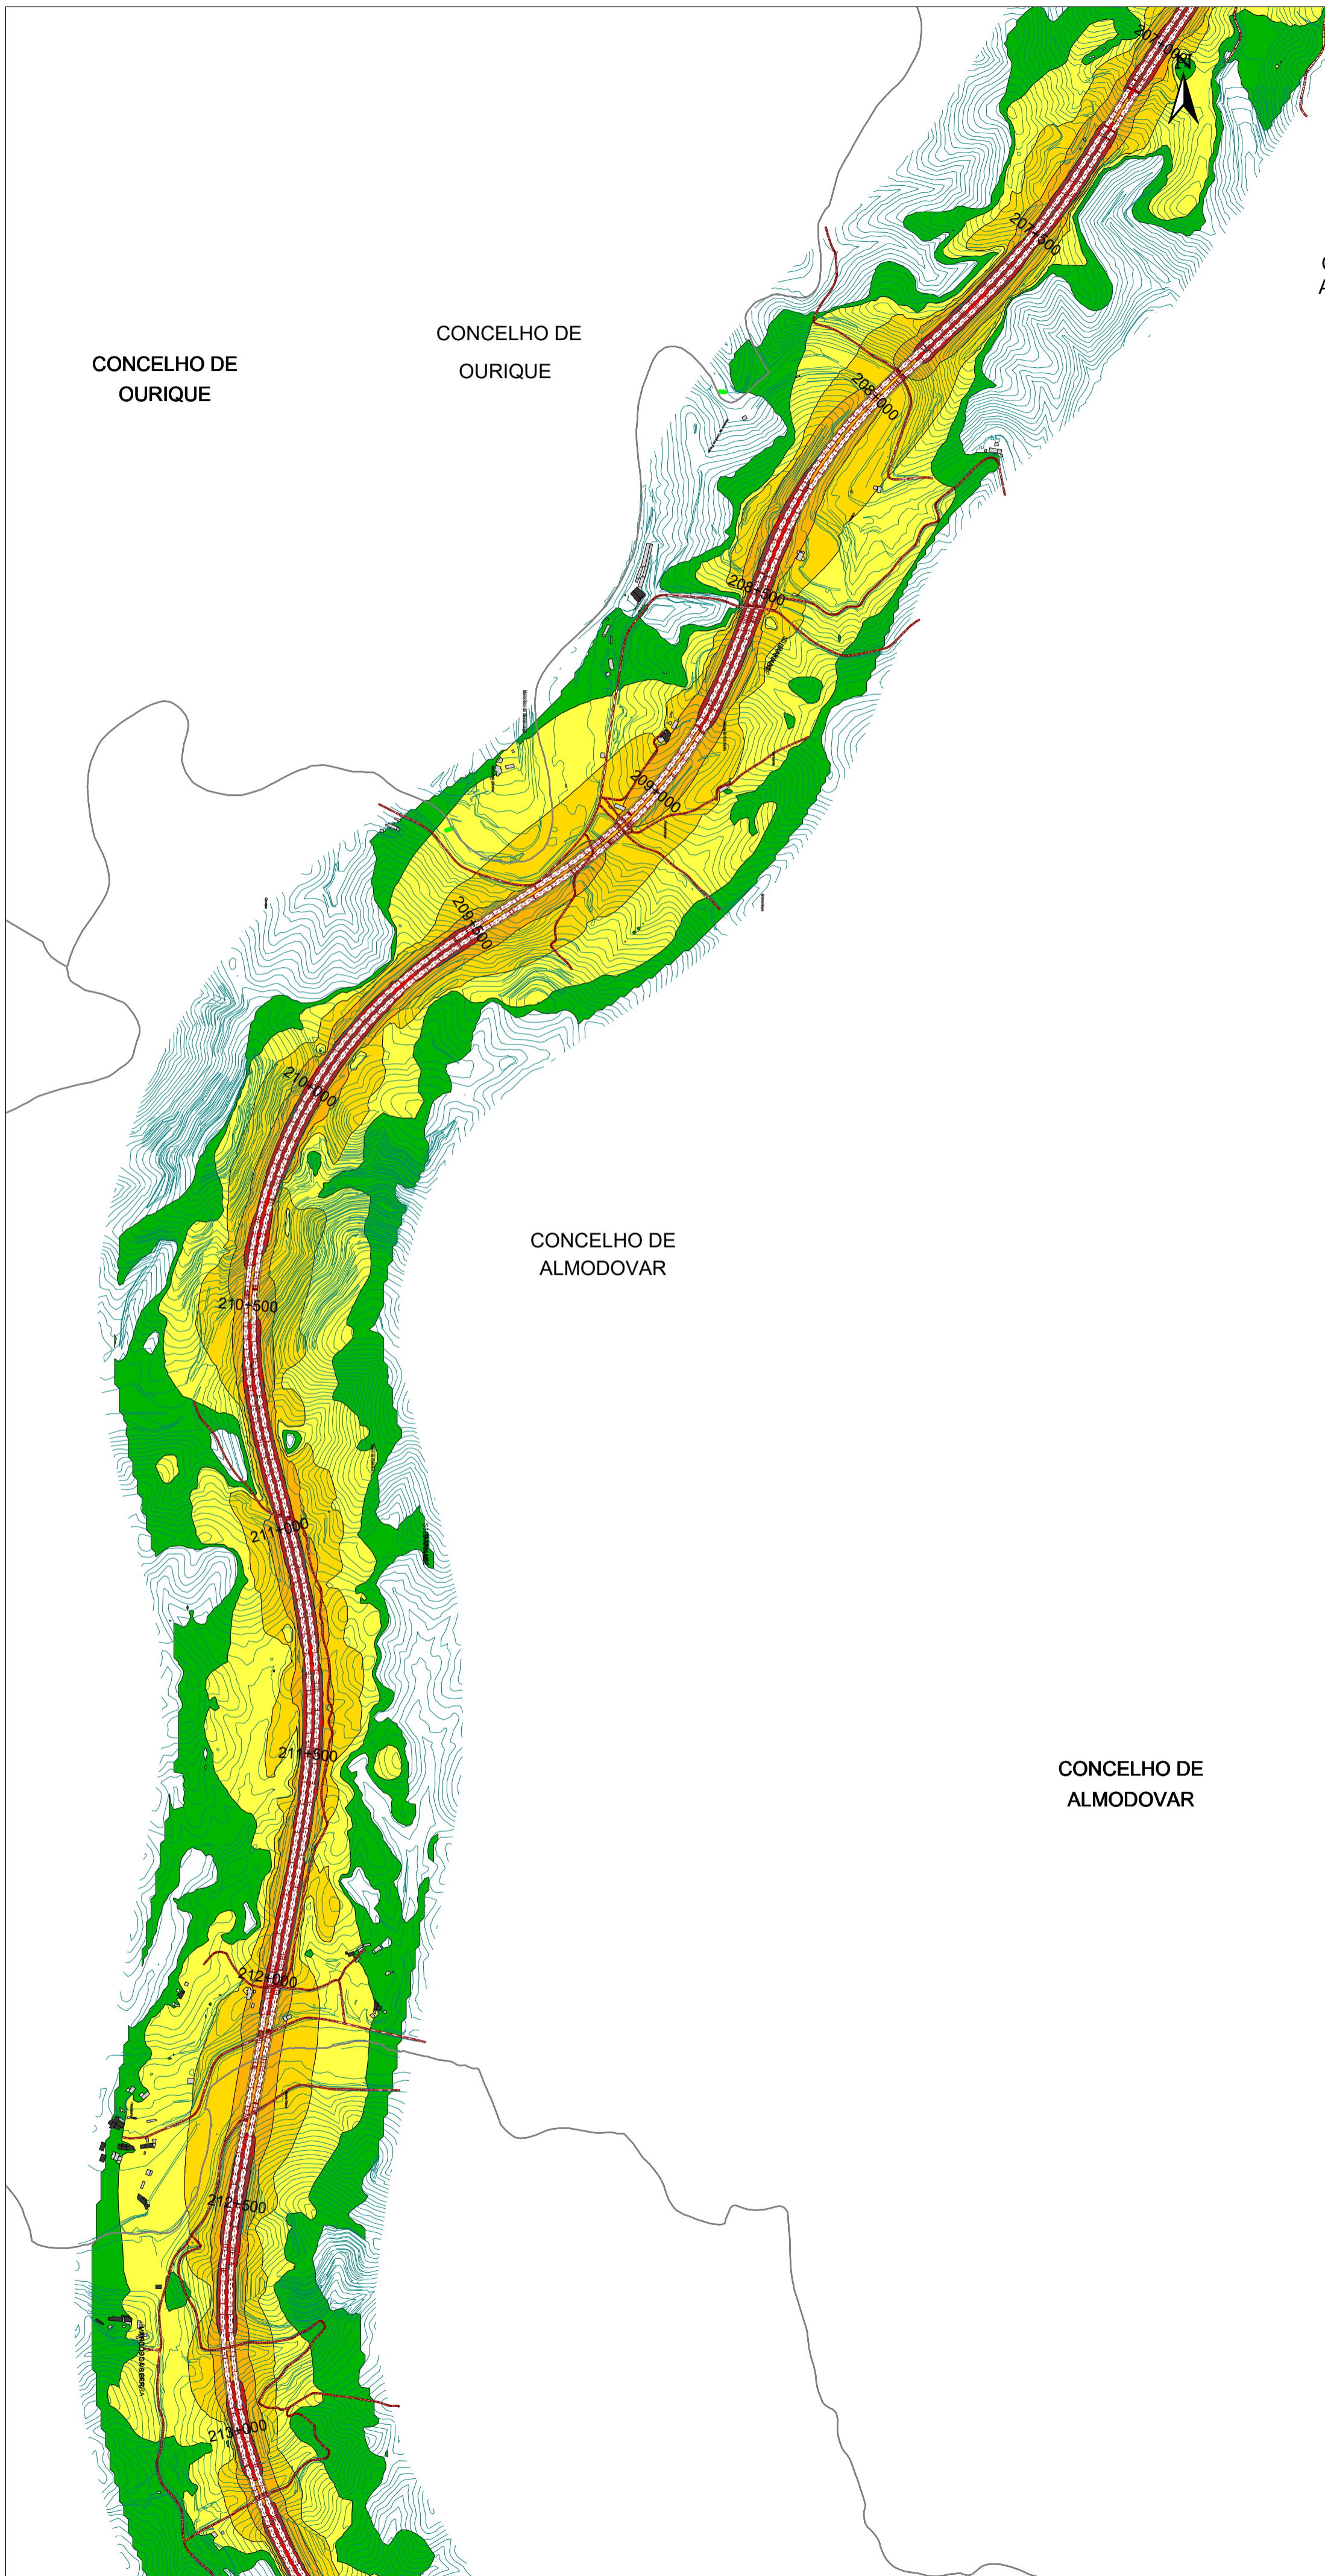 207+000
N
207+500
CONCELHO DE
OURIQUE
CONCELHO DE
OURIQUE
208+000
208+500
209+000
209+500
210+000
CONCELHO DE
ALMODOVAR
210+500
211+000
211+500
CONCELHO DE
ALMODOVAR
212+000
212+500
213+000